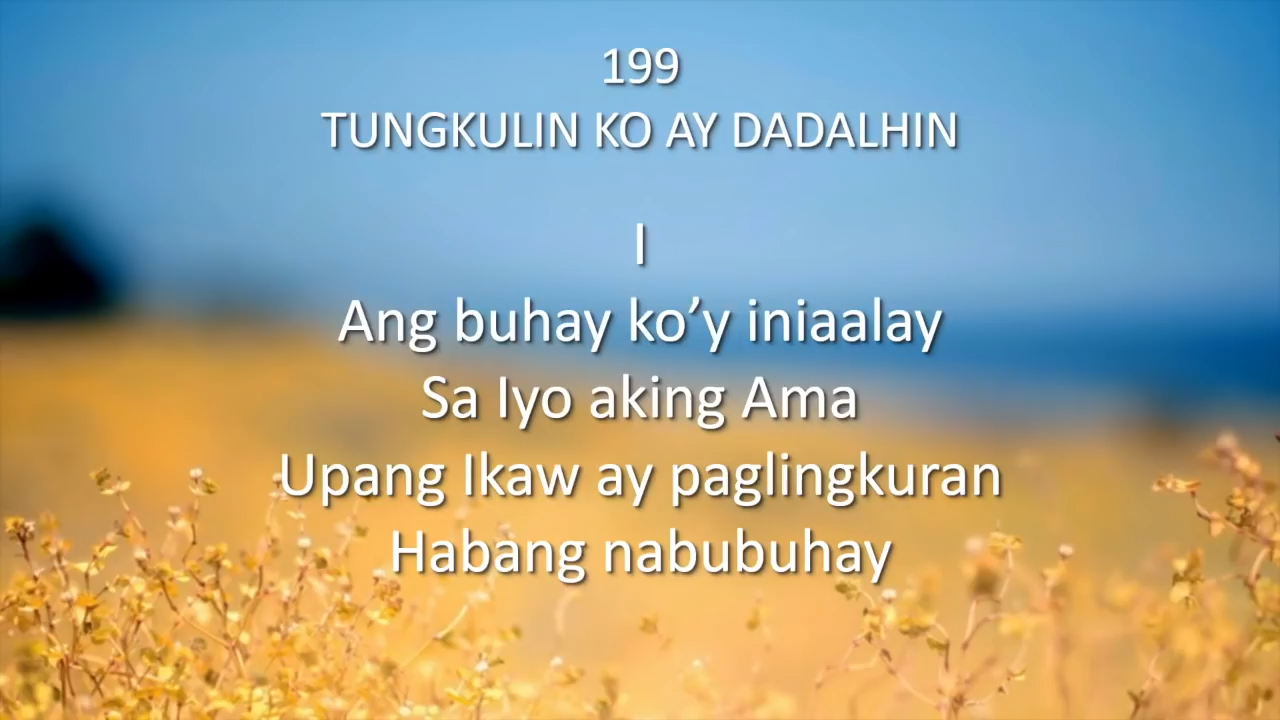 199
TUNGKULIN KO AY DADALHIN
I
Ang buhay ko’y iniaalay
Sa Iyo aking Ama
Upang Ikaw ay paglingkuran
Habang nabubuhay